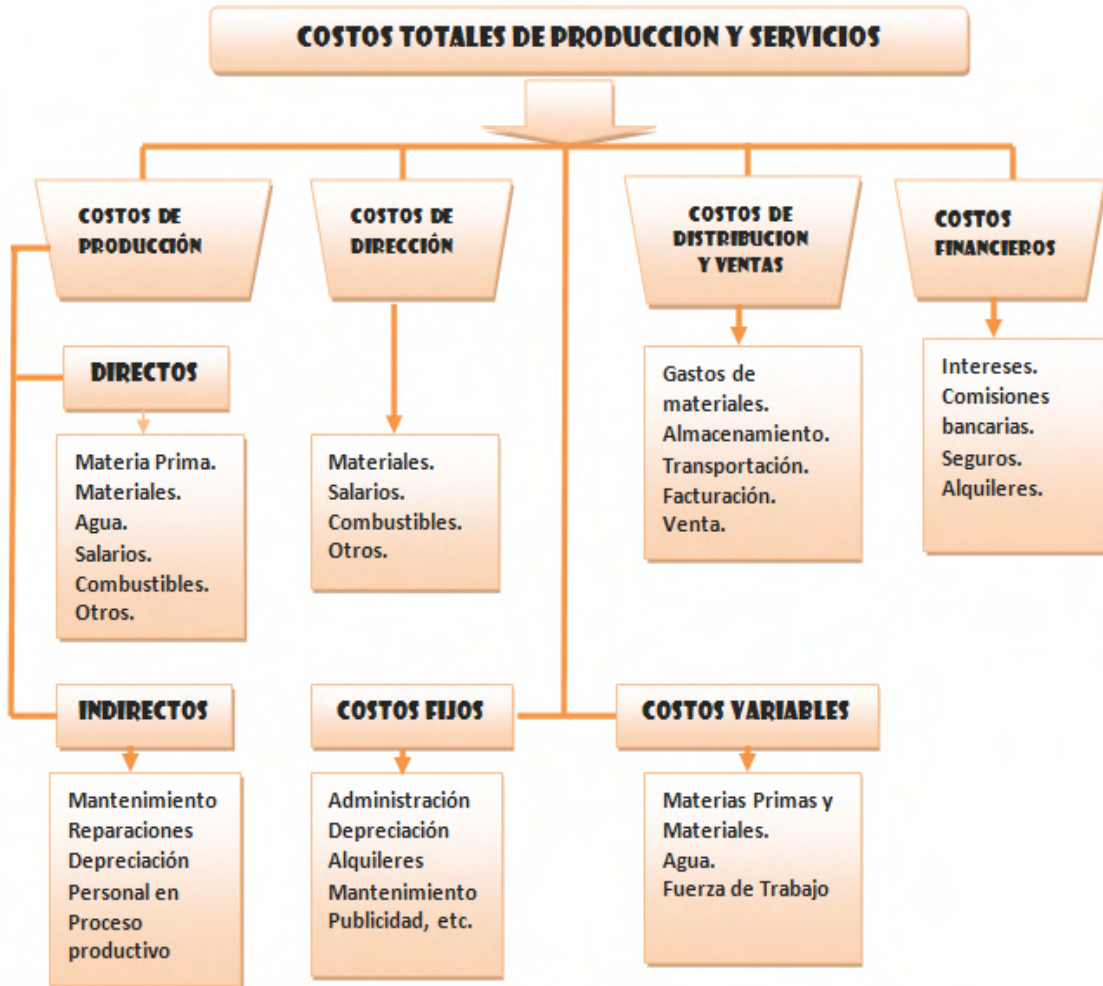 COSTOS TOTALES DE PRODUCCION Y SERVICIOS
COSTOS DE
PRODUCCIÓN
COSTOS DE
DIRECCIÓN
COSTOS DE
DISTRIBUCION
Y VENTAS
COSTOS
FINANCIEROS
DIRECTOS
Materia Prima.
Materiales.
Agua.
Salarios.
Combustibles.
Otros.
Materiales.
Salarios.
Combustibles.
Otros.
Gastos de
materiales.
Almacenamiento.
Transportación.
Facturación.
Venta.
Intereses.
Comisiones
bancarias.
Seguros.
Alquileres.
INDIRECTOS
Mantenimiento
Reparaciones
Depreciación
Personal en
Proceso
productivo
COSTOS FIJOS
Administración
Depreciación
Alquileres
Mantenimiento
Publicidad, etc.
COSTOS VARIABLES
Materias Primas y
Materiales.
Agua.
Fuerza de Trabajo